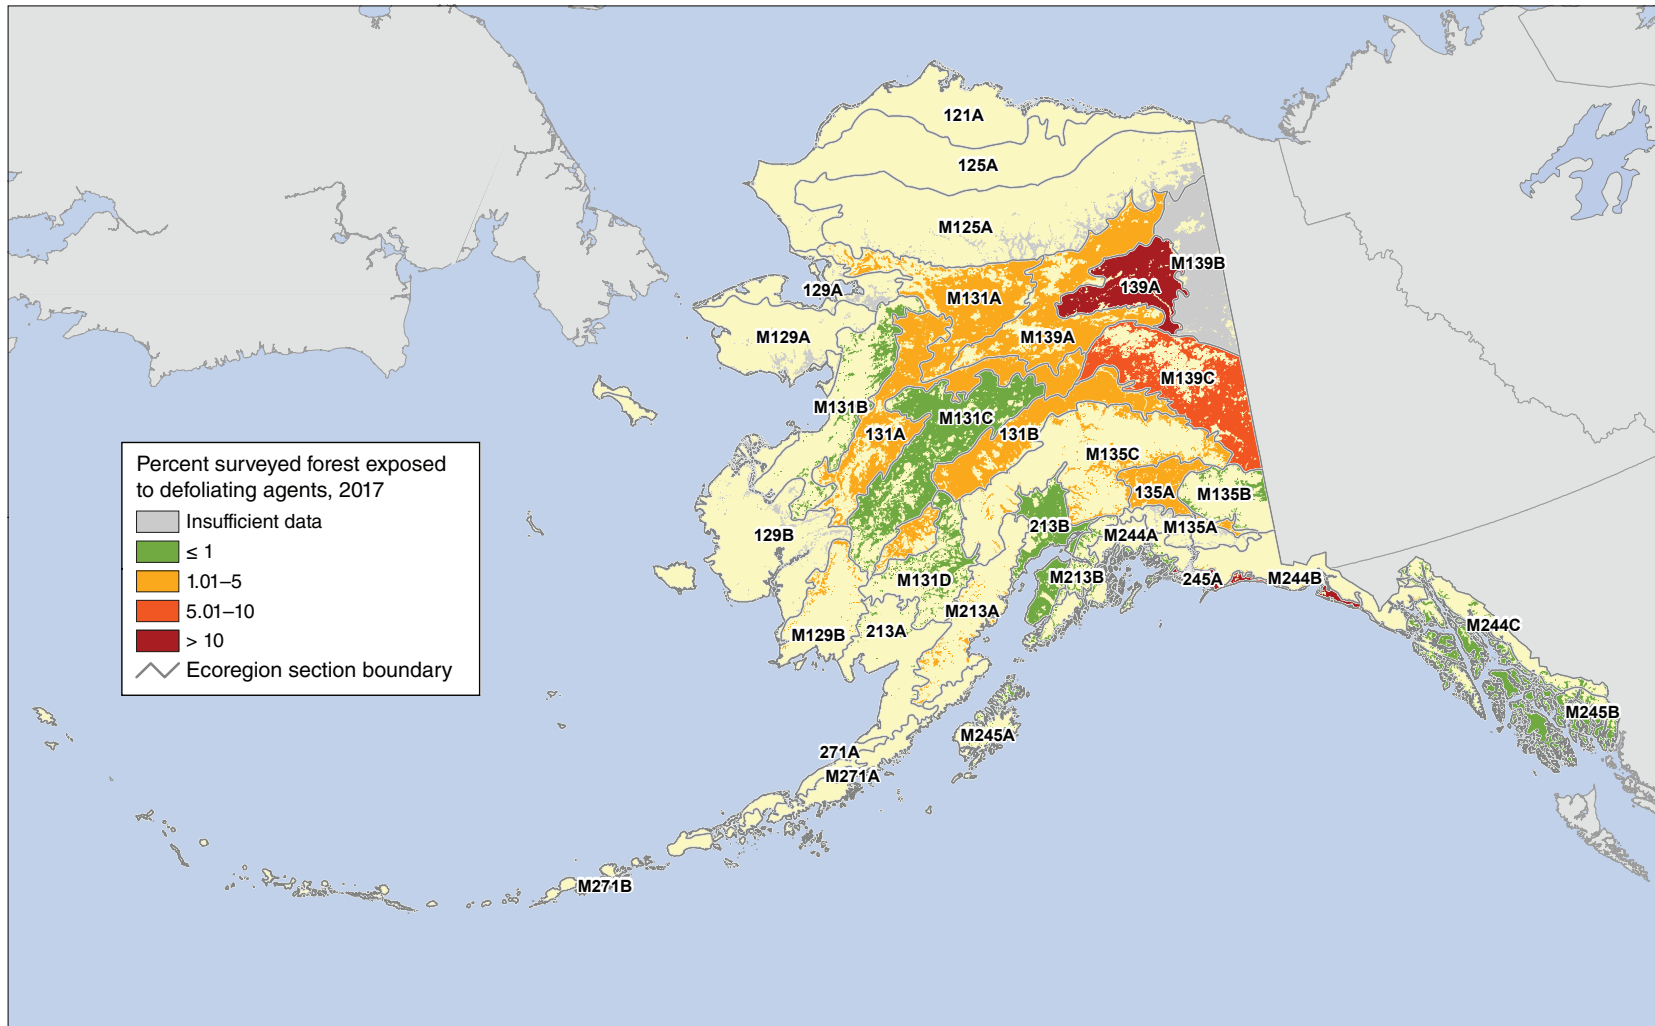 121A
125A
M125A
M139B
129A
139A
M131A
M129A
M139A
M139C
M131B
M131C
131A
131B
M135C
Percent surveyed forest exposed
to defoliating agents, 2017
Insufficient data
≤ 1
1.01–5
5.01–10
> 10
Ecoregion section boundary
135A
M135B
213B
M135A
129B
M244A
M131D
M213B
245A
M244B
M213A
M129B
213A
M244C
M245B
M245A
271A
M271A
M271B